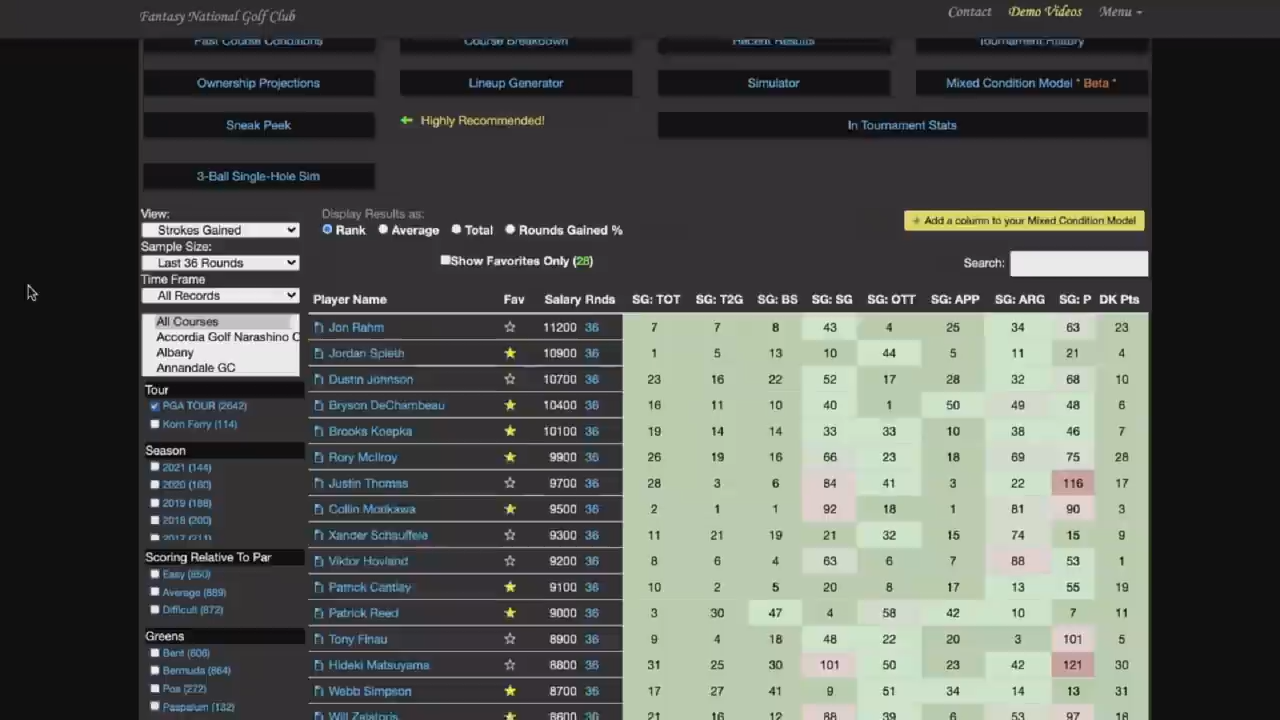 Fantasy National Golf Club
Contact Demo Videos Menu
Past Course Conditions Course Breakdown Recent Results Tournament History
Ownership Projections Lineup Generator Simulator Mixed Condition Model * Beta *
Sneak Peek Highly Recommended! In Tournament Stats
3-Ball Single-Hole Sim
View:
Strokes Gained
Sample Size:
Last 36 Rounds
Time Frame
All Records
All Courses
Accordia Golf Narashino C
Albany
Annandale GC
Tour
PGA TOUR (2642)
Korn Ferry (114)
Season
2021 (144)
2020 (160)
2019 (188)
2018 (200)
2017 (211)
Scoring Relative To Par
Easy (850)
Average (889)
Difficult (872)
Greens
Bent (806)
Bermuda (864)
Poa (272)
Paspalum (132)
Display Results as:
Rank Average Total Rounds Gained %
Show Favorites Only (28)
+ Add a column to your Mixed Condition Model
Search:
Player Name Fav Salary Rnds SG: TOT SG: T2G SG: BS SG: SG SG: OTT SG: APP SG: ARG SG: P DK Pts
Jon Rahm 11200 36 7 7 8 43 4 25 34 63 23
Jordan Spieth 10900 36 1 5 13 10 44 5 11 21 4
Dustin Johnson 10700 36 23 16 22 52 17 28 32 68 10
Bryson DeChambeau 10400 36 16 11 10 40 1 50 49 48 6
Brooks Koepka 10100 36 19 14 14 33 33 10 38 46 7
Rory McIlroy 9900 36 26 19 16 66 23 18 69 75 28
Justin Thomas 9700 36 28 3 6 84 41 3 22 116 17
Collin Morikawa 9500 36 2 1 1 92 18 1 81 90 3
Xander Schauffele 9300 36 11 21 19 21 32 15 74 15 9
Viktor Hovland 9200 36 8 6 4 63 6 7 88 53 1
Patrick Cantlay 9100 36 10 2 5 20 8 17 13 55 19
Patrick Reed 9000 36 3 30 47 4 58 42 10 7 11
Tony Finau 8900 36 9 4 18 48 22 20 3 101 5
Hideki Matsuyama 8800 36 31 25 30 101 50 23 42 121 30
Webb Simpson 8700 36 17 27 41 9 51 34 14 13 31
Will Zalatoris 8600 36 21 16 12 88 39 6 53 97 18